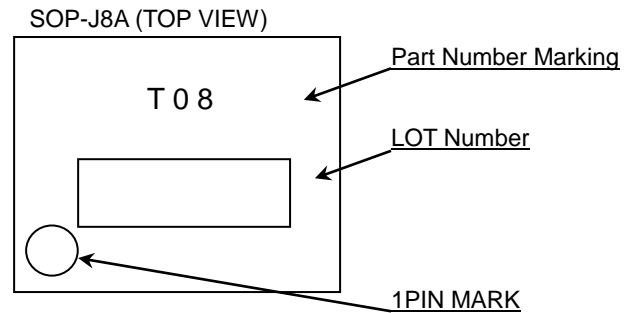 SOP-J8A (TOP VIEW)
Part Number Marking
T 0 8
LOT Number
1PIN MARK